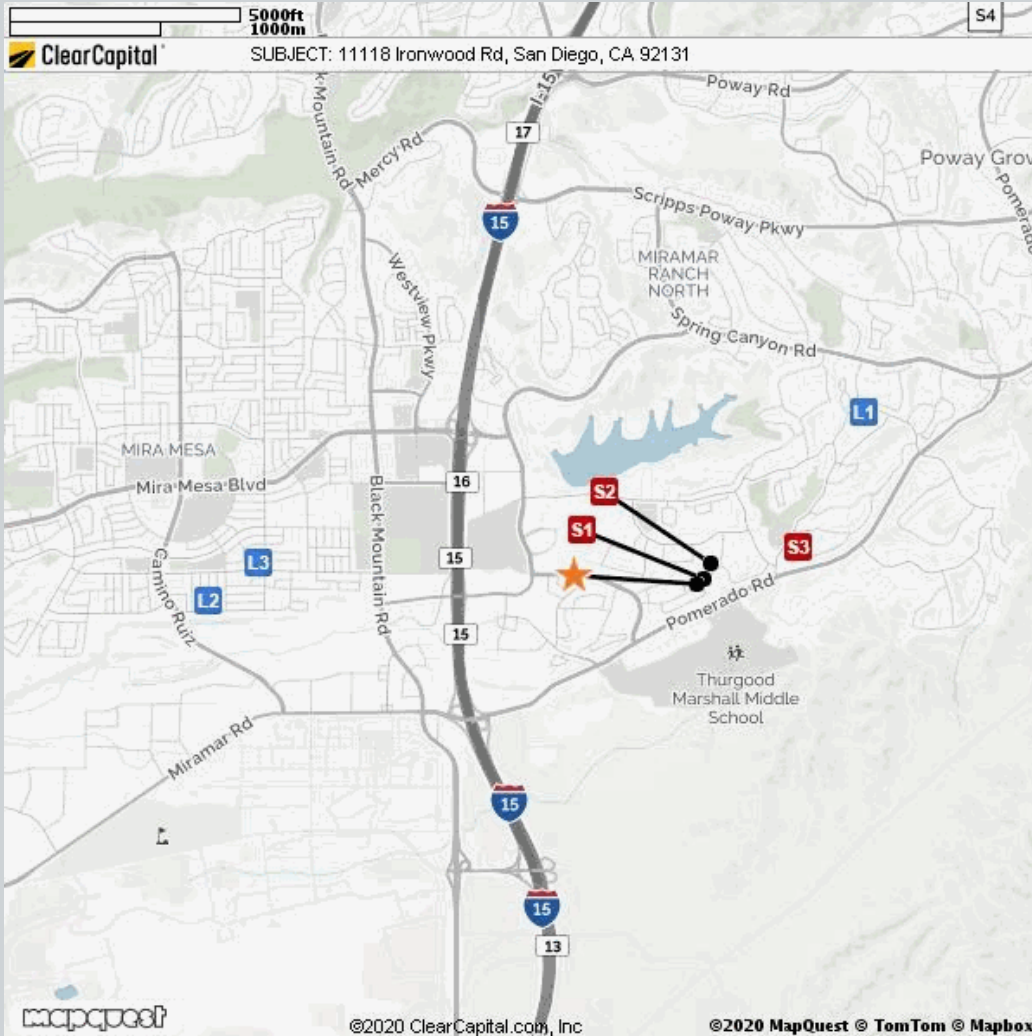 5000ft
1000m
S4
ClearCapital
SUBJECT: 11118 Ironwood Rd, San Diego, CA 92131
k Mountain Rd
I-15
Poway Rd
17
Mercy Rd
Poway Grov
Pomerado
Scripps Poway Pkwy
15
Westview Pkwy
MIRAMAR
RANCH
NORTH
Spring Canyon Rd
L1
MIRA MESA
Mira Mesa Blvd
16
S2
Black Mountain Rd
S1
S3
15
L3
Camino Ruiz
L2
Pomerado Rd
15
Thurgood
Marshall Middle
School
Miramar Rd
15
15
13
mapquest
©2020 ClearCapital.com, Inc
©2020 MapQuest © TomTom © Mapbox